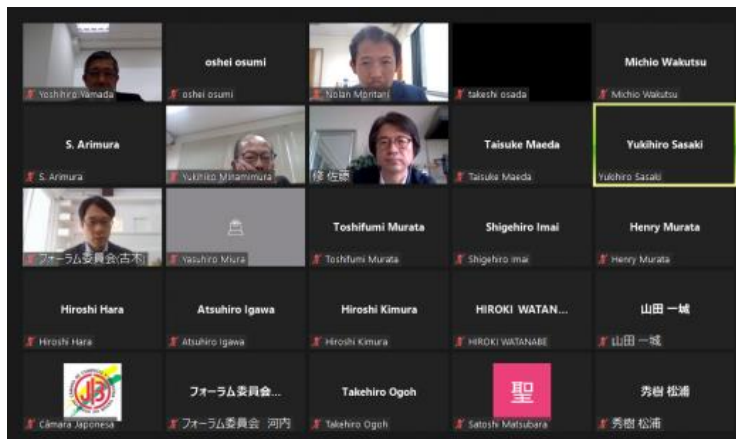 Yoshihiro Yamada
oshei osumi
oshei osumi
Nolan Moritani
takeshi osada
Michio Wakutsu
Michio Wakutsu
S. Arimura
S. Arimura
Yukihiko Minamimura
修 佐藤
Taisuke Maeda
Taisuke Maeda
Yukihiro Sasaki
Yukihiro Sasaki
フォーラム委員会(古木)
Yasuhiro Miura
Toshifumi Murata
Toshifumi Murata
Shigehiro Imai
Shigehiro Imai
Henry Murata
Henry Murata
Hiroshi Hara
Hiroshi Hara
Atsuhiro Igawa
Atsuhiro Igawa
Hiroshi Kimura
Hiroshi Kimura
HIROKI WATAN...
HIROKI WATANABE
山田 一城
山田 一城
Câmara Japonesa
フォーラム委員会...
フォーラム委員会 河内
Takehiro Ogoh
Takehiro Ogoh
聖
Satoshi Matsubara
秀樹 松浦
秀樹 松浦